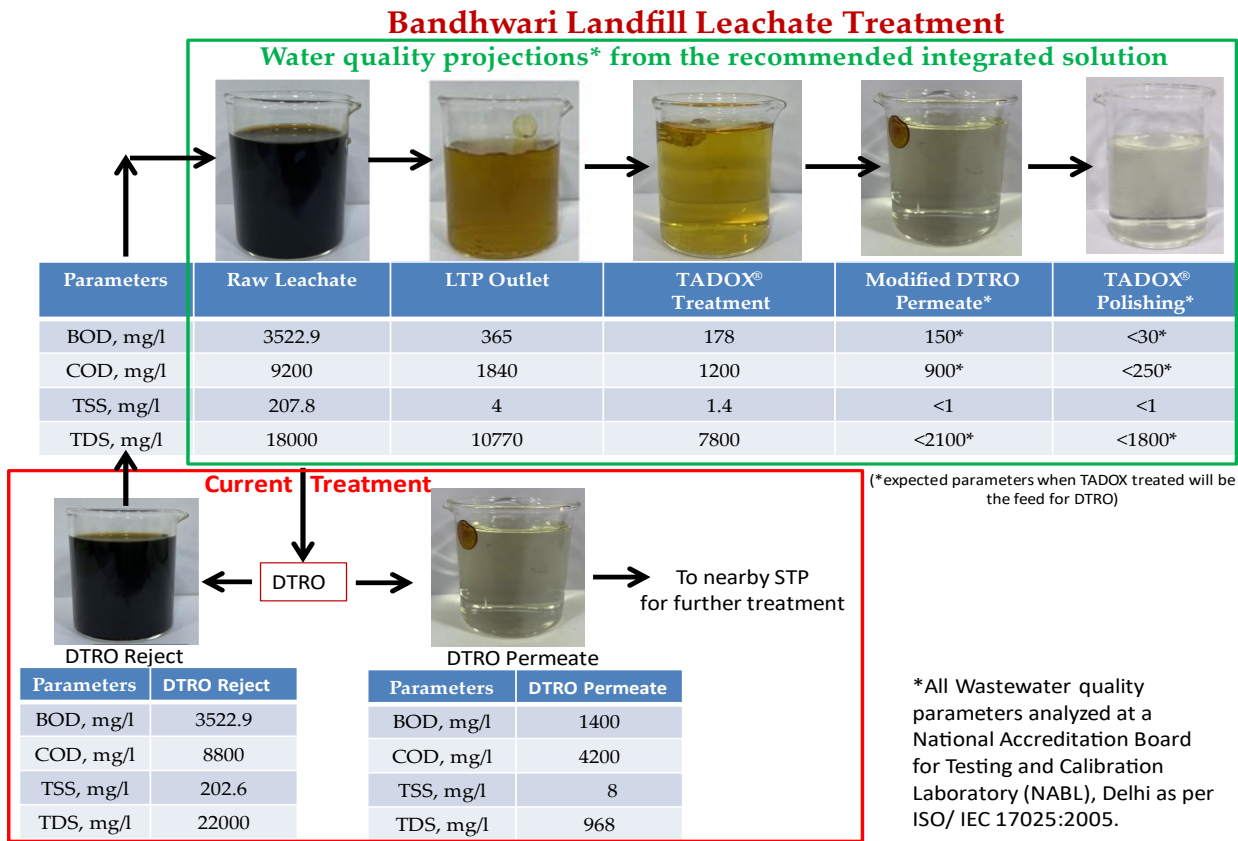 Bandhwari Landfill Leachate Treatment
Water quality projections* from the recommended integrated solution
Parameters Raw Leachate LTP Outlet TADOX® Treatment Modified DTRO Permeate* TADOX® Polishing*
BOD, mg/l 3522.9 365 178 150* <30*
COD, mg/l 9200 1840 1200 900* <250*
TSS, mg/l 207.8 4 1.4 <1 <1
TDS, mg/l 18000 10770 7800 <2100* <1800*
(*expected parameters when TADOX treated will be
the feed for DTRO)
Current Treatment
DTRO
To nearby STP
for further treatment
DTRO Reject
Parameters DTRO Reject
BOD, mg/l 3522.9
COD, mg/l 8800
TSS, mg/l 202.6
TDS, mg/l 22000
DTRO Permeate
Parameters DTRO Permeate
BOD, mg/l 1400
COD, mg/l 4200
TSS, mg/l 8
TDS, mg/l 968
*All Wastewater quality
parameters analyzed at a
National Accreditation Board
for Testing and Calibration
Laboratory (NABL), Delhi as per
ISO/ IEC 17025:2005.